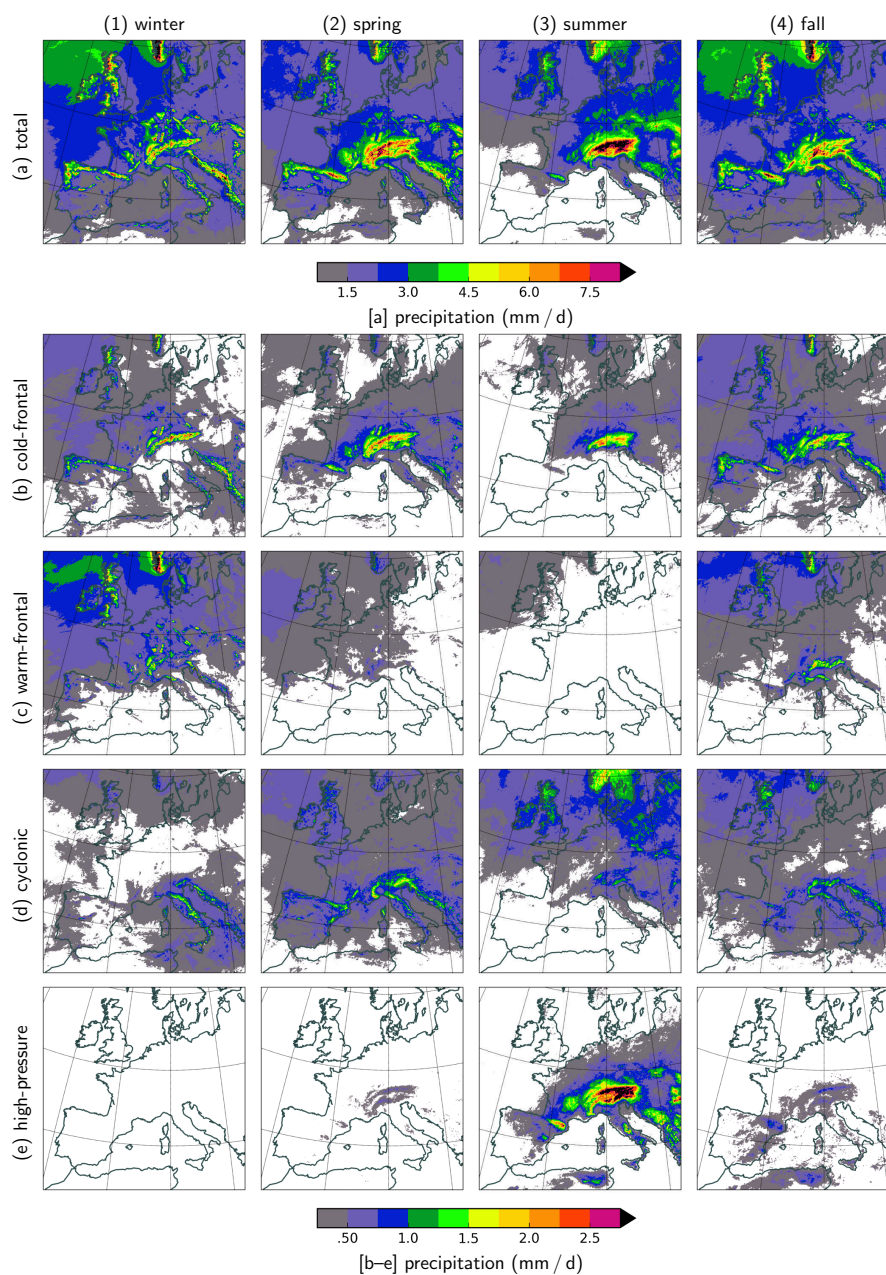 (1) winter (2) spring (3) summer (4) fall
(a) total
1.5 3.0 4.5 6.0 7.5
[a] precipitation (mm / d)
(b) cold-frontal
(c) warm-frontal
(d) cyclonic
(e) high-pressure
.50 1.0 1.5 2.0 2.5
[b–e] precipitation (mm / d)